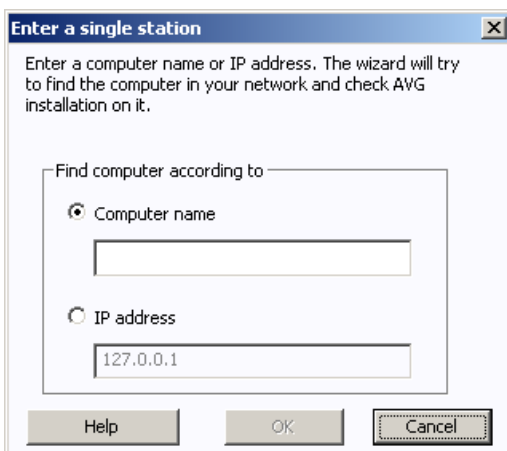 Enter a single station
Enter a computer name or IP address. The wizard will try
to find the computer in your network and check AVG
installation on it.
Find computer according to
Computer name
IP address
127.0.0.1
Help OK Cancel